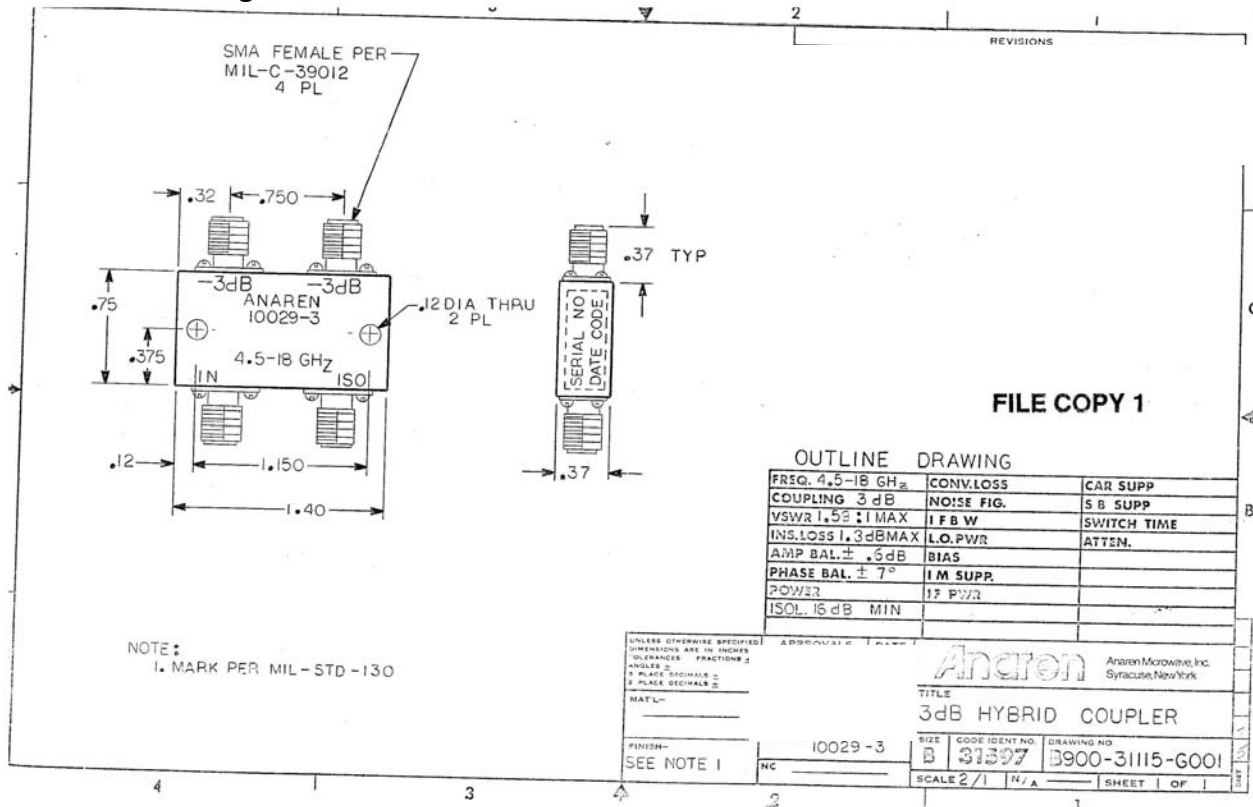 2
1
REVISIONS
SMA FEMALE PER
MIL-C-39012
4 PL
.32
.750
.37 TYP
-3dB
-3dB
ANAREN
10029-3
.75
.12 DIA THRU
2 PL
.375
4.5-18 GHz
IN
ISO
SERIAL NO
DATE CODE
FILE COPY 1
.12
1.150
.37
1.40
OUTLINE DRAWING
FREQ. 4.5-18 GHz CONV.LOSS CAR SUPP
COUPLING 3 dB NOISE FIG. S B SUPP
VSWR 1.59:1 MAX I F B W SWITCH TIME
INS.LOSS 1.3dBMAX L.O.PWR ATTEN.
AMP BAL.± .6dB BIAS
PHASE BAL. ± 7° I M SUPP.
POWER IF PWR
ISOL. 16 dB MIN
B
NOTE:
1. MARK PER MIL-STD-130
UNLESS OTHERWISE SPECIFIED
DIMENSIONS ARE IN INCHES
TOLERANCES FRACTIONS ±
ANGLES ±
3 PLACE DECIMALS ±
2 PLACE DECIMALS ±
APPROVALS DATE
MAT'L-
FINISH-
SEE NOTE 1
10029-3
NC
Anaren
Anaren Microwave, Inc.
Syracuse, New York
TITLE
3dB HYBRID COUPLER
SIZE CODE IDENT NO. DRAWING NO
B 31597 B900-31115-G001
SCALE 2/1 N/A SHEET 1 OF 1
4
3
2
1